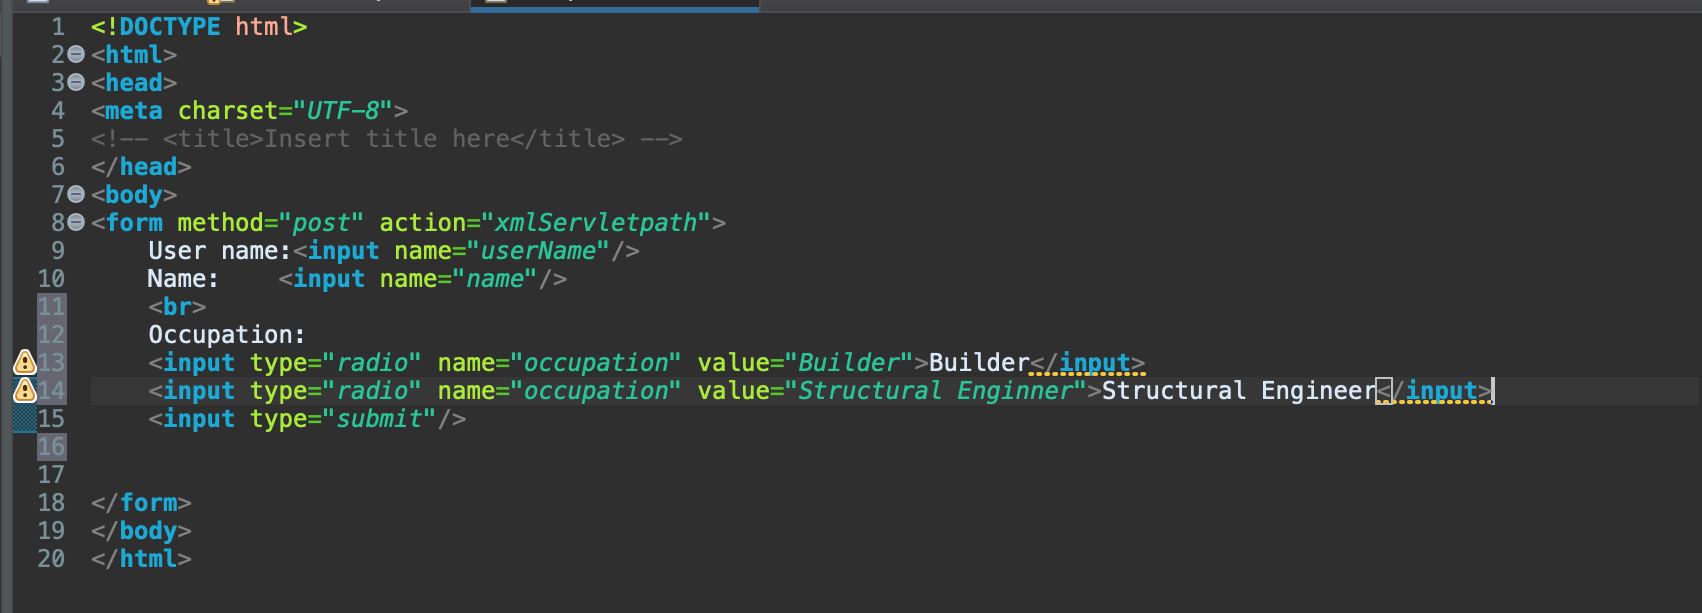 1 <!DOCTYPE html>
2 <html>
3 <head>
4 <meta charset="UTF-8">
5 <!-- <title>Insert title here</title> -->
6 </head>
7 <body>
8 <form method="post" action="xmlServletpath">
9     User name:<input name="userName"/>
10     Name:    <input name="name"/>
11     <br>
12     Occupation:
13     <input type="radio" name="occupation" value="Builder">Builder</input>
14     <input type="radio" name="occupation" value="Structural Enginner">Structural Engineer</input>
15     <input type="submit"/>
16
17
18 </form>
19 </body>
20 </html>